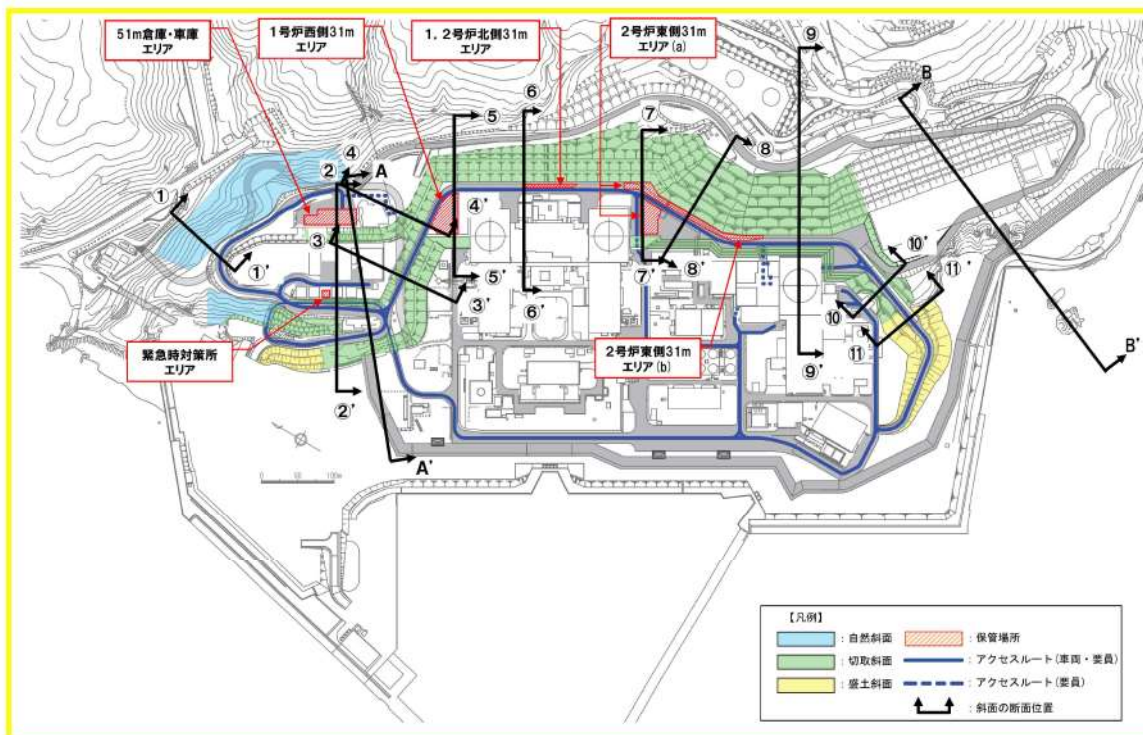 51m倉庫・車庫
エリア
1号炉西側31m
エリア
1, 2号炉北側31m
エリア
2号炉東側31m
エリア(a)
⑨
B
⑥
⑤
⑦
⑧
④
②
A
①
③
④'
①'
⑤'
③'
⑥'
⑦'
⑧'
⑩'
⑪'
⑩
⑪
緊急時対策所
エリア
2号炉東側31m
エリア(b)
⑨'
B'
②'
A'
0 50 100m
【凡例】
:自然斜面
:保管場所
:切取斜面
:アクセスルート(車両・要員)
:盛土斜面
:アクセスルート(要員)
:斜面の断面位置